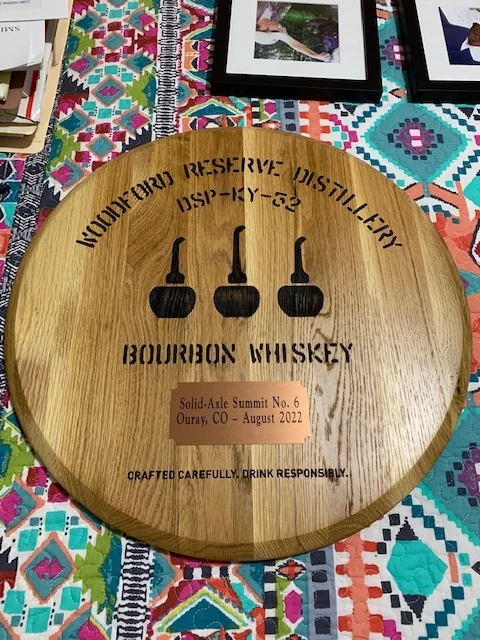 WOODFORD RESERVE DISTILLERY
DSP-KY-52
BOURBON WHISKEY
Solid-Axle Summit No. 6
Ouray, CO – August 2022
CRAFTED CAREFULLY. DRINK RESPONSIBLY.